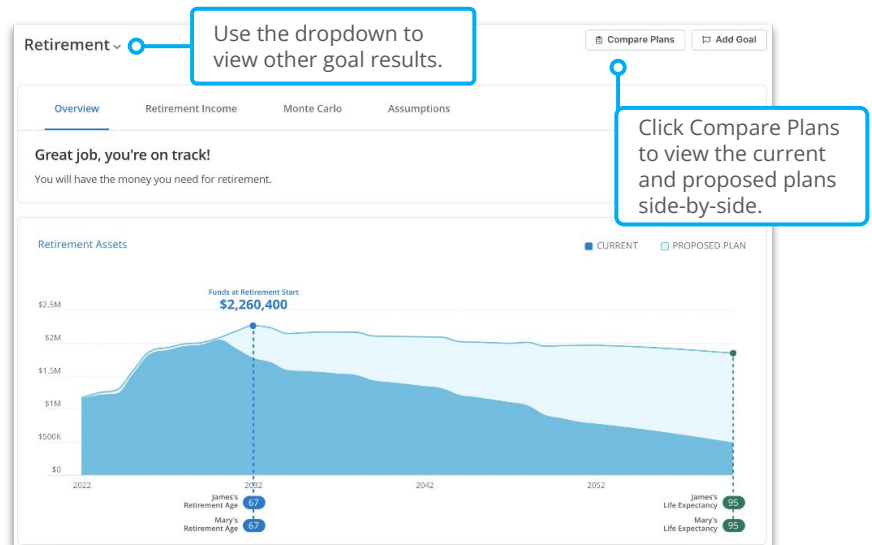 Retirement
Use the dropdown to
view other goal results.
Compare Plans
Add Goal
Overview
Retirement Income
Monte Carlo
Assumptions
Click Compare Plans
to view the current
and proposed plans
side-by-side.
Great job, you're on track!
You will have the money you need for retirement.
Retirement Assets
CURRENT
PROPOSED PLAN
Funds at Retirement Start
$2,260,400
$2.5M
$2M
$1.5M
$1M
$500K
$0
2022
2032
2042
2052
James's
Retirement Age
67
Mary's
Retirement Age
67
James's
Life Expectancy
95
Mary's
Life Expectancy
95